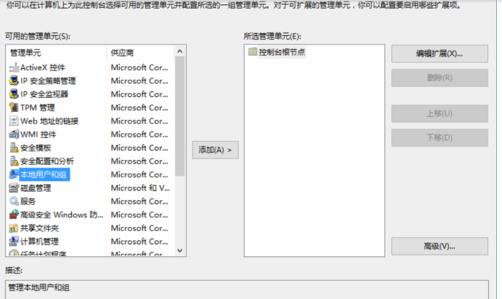 你可以在计算机上为此控制台选择可用的管理单元并配置所选的一组管理单元。对于可扩展的管理单元，你可以配置要启用哪些扩展项。
可用的管理单元(S):
所选管理单元(E):
管理单元 供应商
ActiveX 控件 Microsoft Cor...
IP 安全策略管理 Microsoft Cor...
IP 安全监视器 Microsoft Cor...
TPM 管理 Microsoft Cor...
Web 地址的链接 Microsoft Cor...
WMI 控件 Microsoft Cor...
安全模板 Microsoft Cor...
安全配置和分析 Microsoft Cor...
本地用户和组 Microsoft Cor...
磁盘管理 Microsoft 和 V...
服务 Microsoft Cor...
高级安全 Windows 防... Microsoft Cor...
共享文件夹 Microsoft Cor...
计算机管理 Microsoft Cor...
任务计划程序 Microsoft Cor...
添加(A) >
控制台根节点
编辑扩展(X)...
删除(R)
上移(U)
下移(D)
高级(V)...
描述:
管理本地用户和组